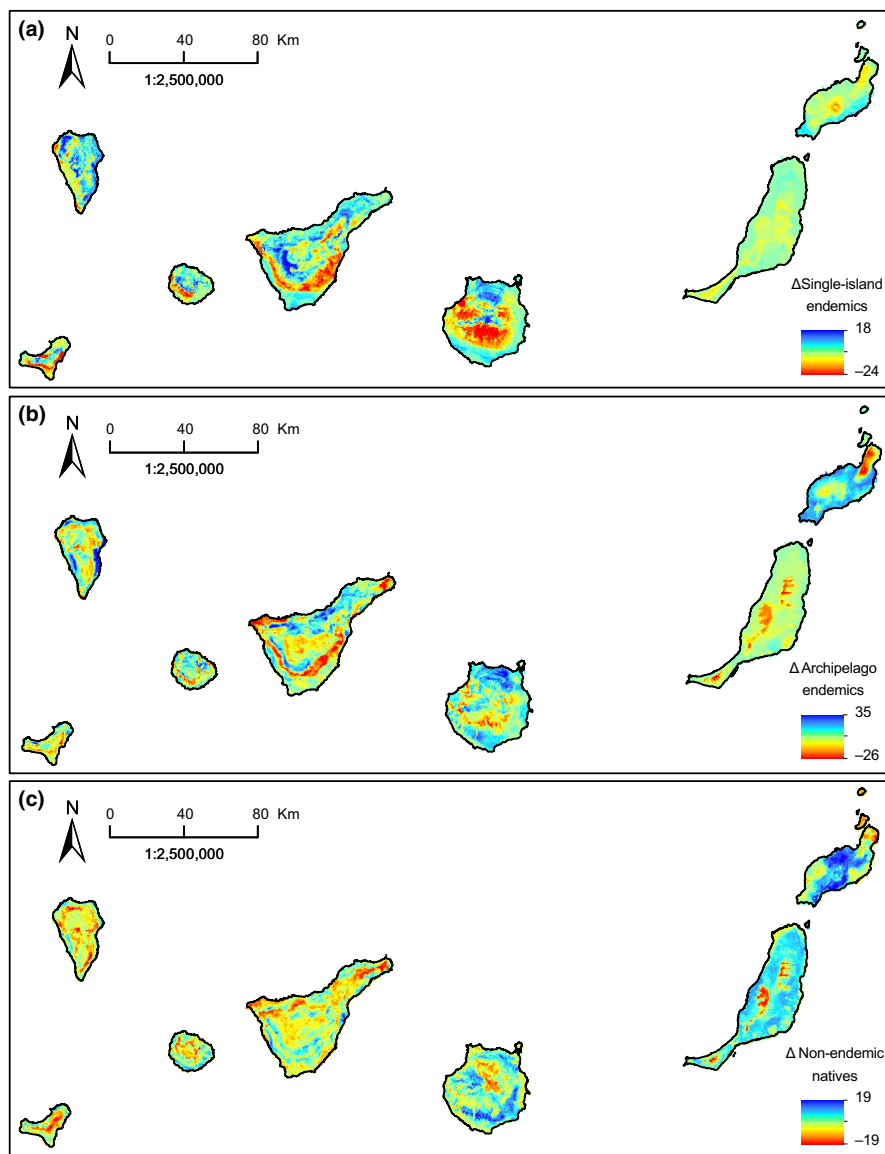 (a)
N
0 40 80 Km
1:2,500,000
ΔSingle-island
endemics
18
–24
(b)
N
0 40 80 Km
1:2,500,000
Δ Archipelago
endemics
35
–26
(c)
N
0 40 80 Km
1:2,500,000
Δ Non-endemic
natives
19
–19